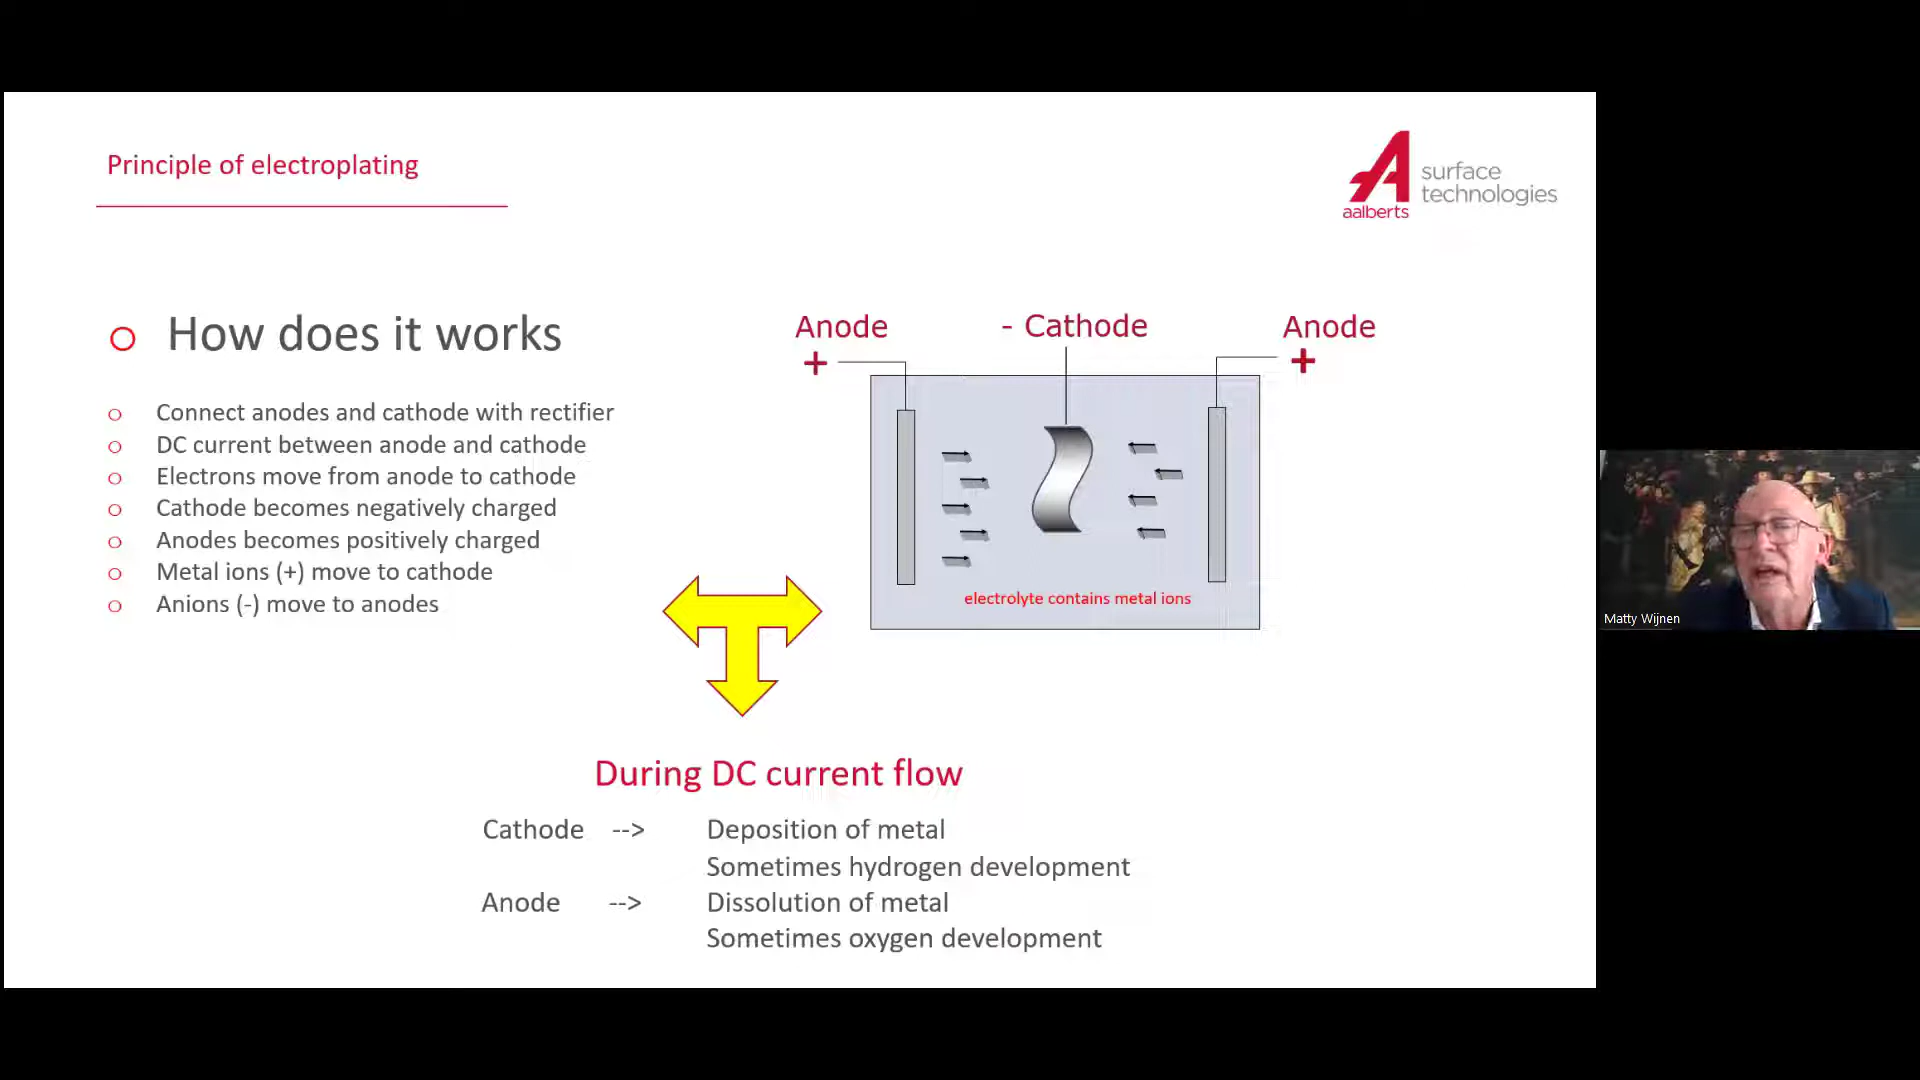 Principle of electroplating
surface
technologies
aalberts
How does it works
Connect anodes and cathode with rectifier
DC current between anode and cathode
Electrons move from anode to cathode
Cathode becomes negatively charged
Anodes becomes positively charged
Metal ions (+) move to cathode
Anions (-) move to anodes
Anode
+
- Cathode
Anode
+
electrolyte contains metal ions
During DC current flow
Cathode --> Deposition of metal
Sometimes hydrogen development
Anode --> Dissolution of metal
Sometimes oxygen development
Matty Wijnen